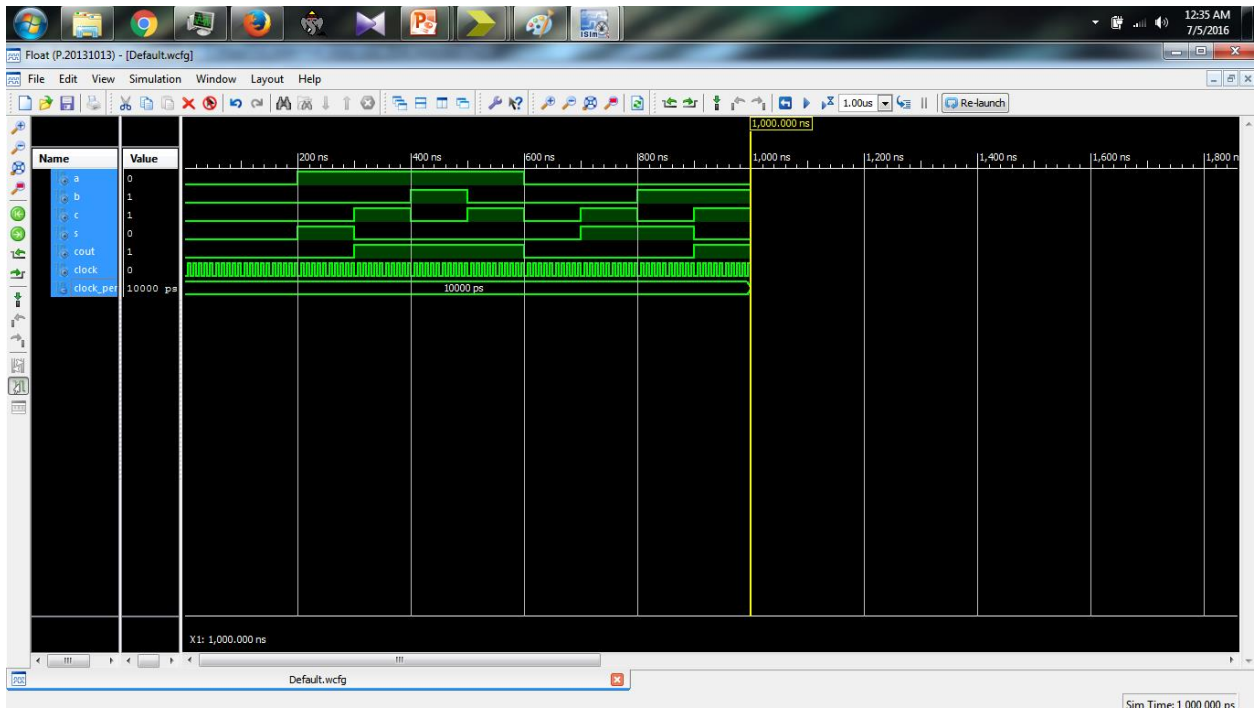 12:35 AM
7/5/2016
Float (P.20131013) - [Default.wcfg]
File Edit View Simulation Window Layout Help
1.00us Re-launch
1,000.000 ns
Name Value
200 ns 400 ns 600 ns 800 ns 1,000 ns 1,200 ns 1,400 ns 1,600 ns 1,800 n
a 0
b 1
c 1
s 0
cout 1
clock 0
clock_per 10000 ps 10000 ps
X1: 1,000.000 ns
Default.wcfg
Sim Time: 1,000,000 ps